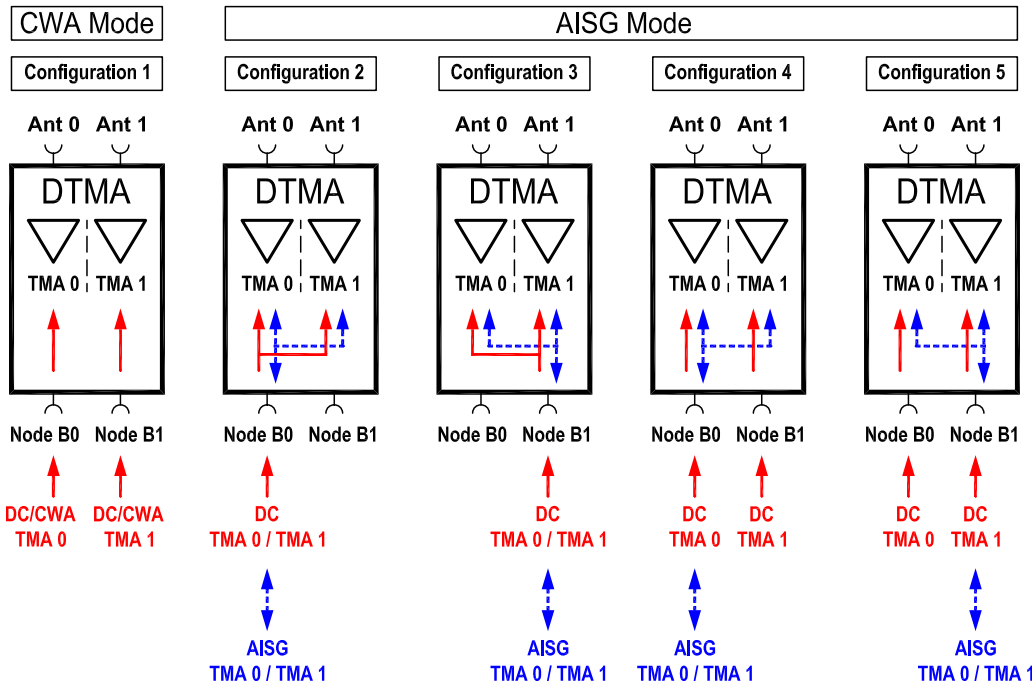 CWA Mode
AISG Mode
Configuration 1
Configuration 2
Configuration 3
Configuration 4
Configuration 5
Ant 0 Ant 1
Ant 0 Ant 1
Ant 0 Ant 1
Ant 0 Ant 1
Ant 0 Ant 1
DTMA
DTMA
DTMA
DTMA
DTMA
TMA 0 TMA 1
TMA 0 TMA 1
TMA 0 TMA 1
TMA 0 TMA 1
TMA 0 TMA 1
Node B0 Node B1
Node B0 Node B1
Node B0 Node B1
Node B0 Node B1
Node B0 Node B1
DC/CWA DC/CWA
TMA 0 TMA 1
DC
TMA 0 / TMA 1
DC
TMA 0 / TMA 1
DC DC
TMA 0 TMA 1
DC DC
TMA 0 TMA 1
AISG
TMA 0 / TMA 1
AISG
TMA 0 / TMA 1
AISG
TMA 0 / TMA 1
AISG
TMA 0 / TMA 1